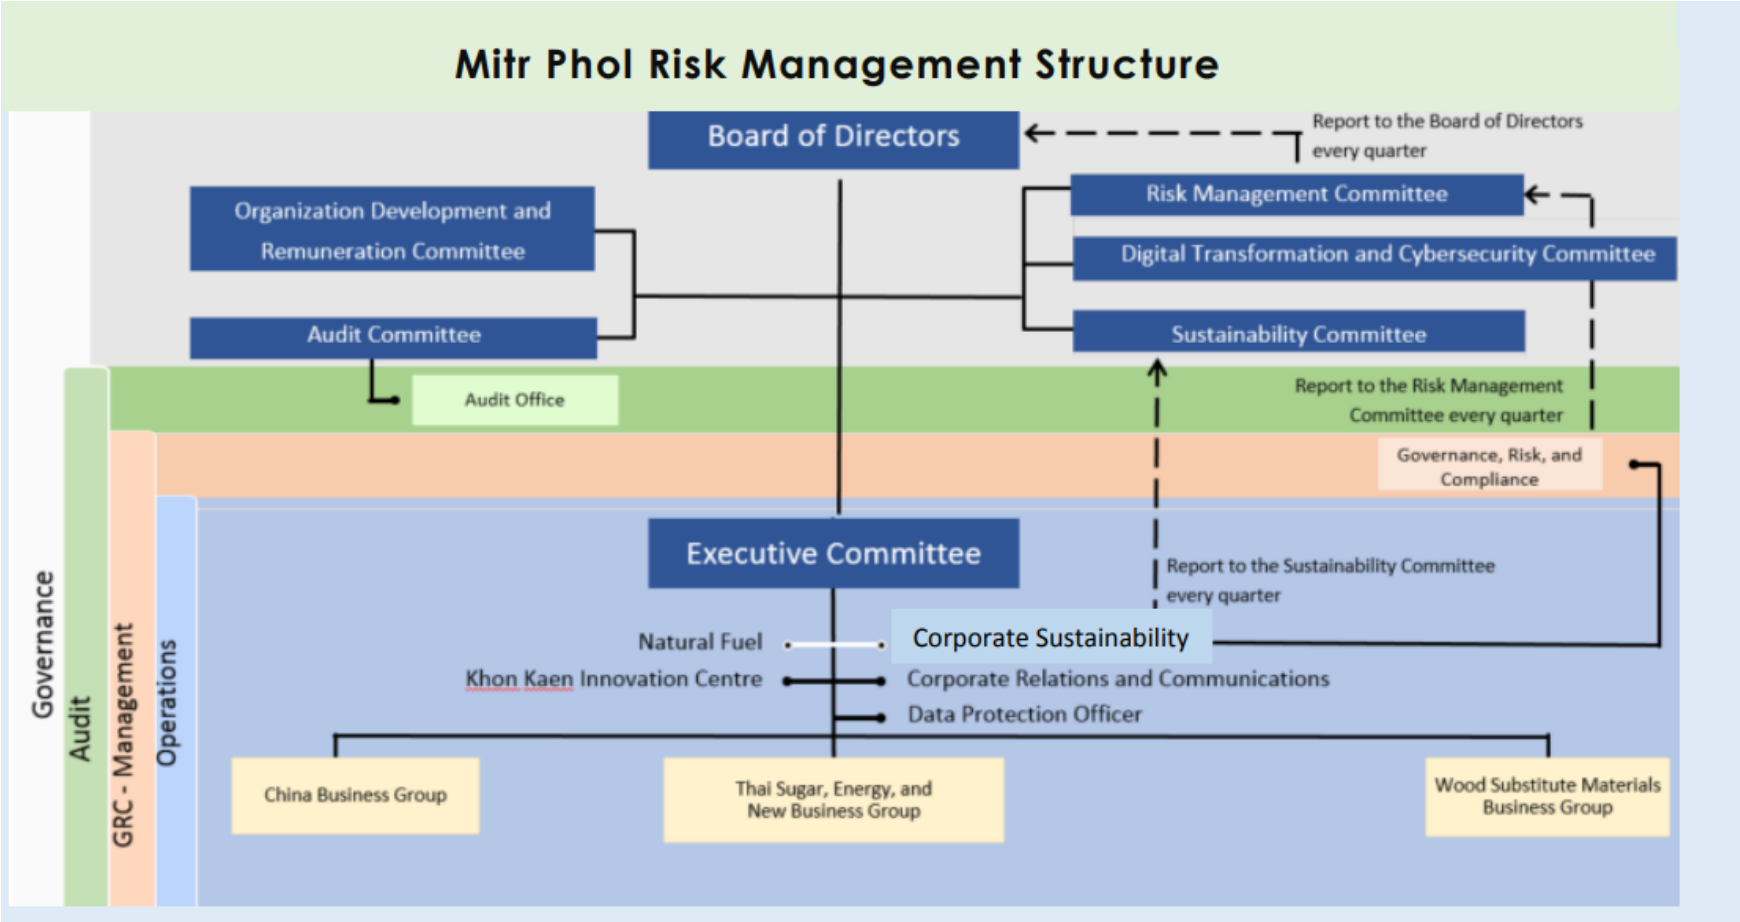 Mitr Phol Risk Management Structure
Board of Directors
Report to the Board of Directors
every quarter
Organization Development and
Remuneration Committee
Risk Management Committee
Digital Transformation and Cybersecurity Committee
Audit Committee
Sustainability Committee
Audit Office
Report to the Risk Management
Committee every quarter
Governance, Risk, and
Compliance
Executive Committee
Report to the Sustainability Committee
every quarter
Natural Fuel
Corporate Sustainability
Khon Kaen Innovation Centre
Corporate Relations and Communications
Data Protection Officer
China Business Group
Thai Sugar, Energy, and
New Business Group
Wood Substitute Materials
Business Group
Governance
Audit
GRC - Management
Operations